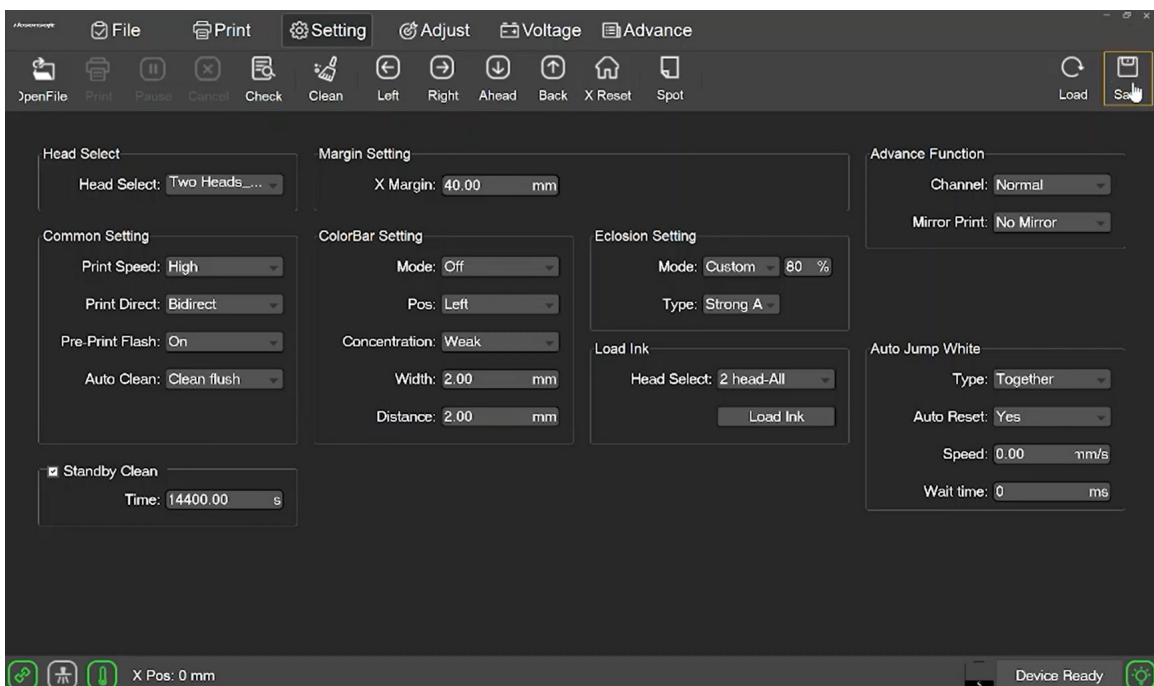 Hosonsoft
File Print Setting Adjust Voltage Advance
OpenFile Print Pause Cancel Check Clean Left Right Ahead Back X Reset Spot Load
Head Select Margin Setting Advance Function
Head Select: Two Heads_... X Margin: 40.00 mm Channel: Normal
Mirror Print: No Mirror
Common Setting ColorBar Setting Eclosion Setting
Print Speed: High Mode: Off Mode: Custom 80 %
Print Direct: Bidirect Pos: Left Type: Strong A
Pre-Print Flash: On Concentration: Weak Load Ink Auto Jump White
Auto Clean: Clean flush Width: 2.00 mm Head Select: 2 head-All Type: Together
Distance: 2.00 mm Load Ink Auto Reset: Yes
Speed: 0.00 mm/s
Standby Clean
Time: 14400.00 s Wait time: 0 ms
X Pos: 0 mm Device Ready